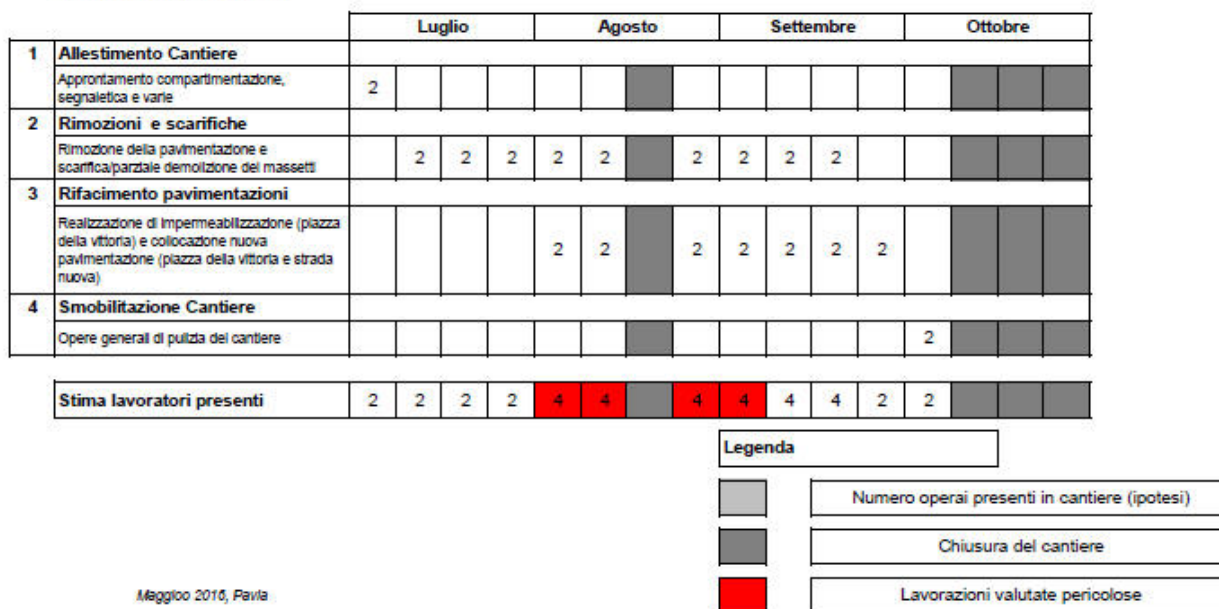 Luglio Agosto Settembre Ottobre
1 Allestimento Cantiere
Approntamento compartimentazione,
segnaletica e varie
2
2 Rimozioni e scarifiche
Rimozione della pavimentazione e
scarifica/parziale demolizione dei massetti
2 2 2 2 2 2 2 2 2
3 Rifacimento pavimentazioni
Realizzazione di impermeabilizzazione (piazza
della vittoria) e collocazione nuova
pavimentazione (piazza della vittoria e strada
nuova)
2 2 2 2 2 2 2
4 Smobilitazione Cantiere
Opere generali di pulizia del cantiere
2
Stima lavoratori presenti 2 2 2 2 4 4 4 4 4 4 2 2
Legenda
Numero operai presenti in cantiere (ipotesi)
Chiusura del cantiere
Lavorazioni valutate pericolose
Maggioo 2016, Pavia